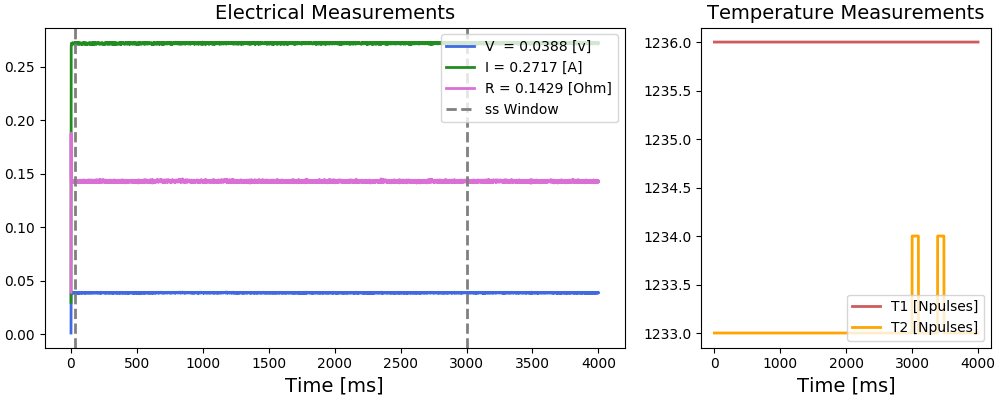 Electrical Measurements
0.25
0.20
0.15
0.10
0.05
0.00
V = 0.0388 [v]
I = 0.2717 [A]
R = 0.1429 [Ohm]
ss Window
0 500 1000 1500 2000 2500 3000 3500 4000
Time [ms]
Temperature Measurements
1236.0
1235.5
1235.0
1234.5
1234.0
1233.5
1233.0
T1 [Npulses]
T2 [Npulses]
0 1000 2000 3000 4000
Time [ms]